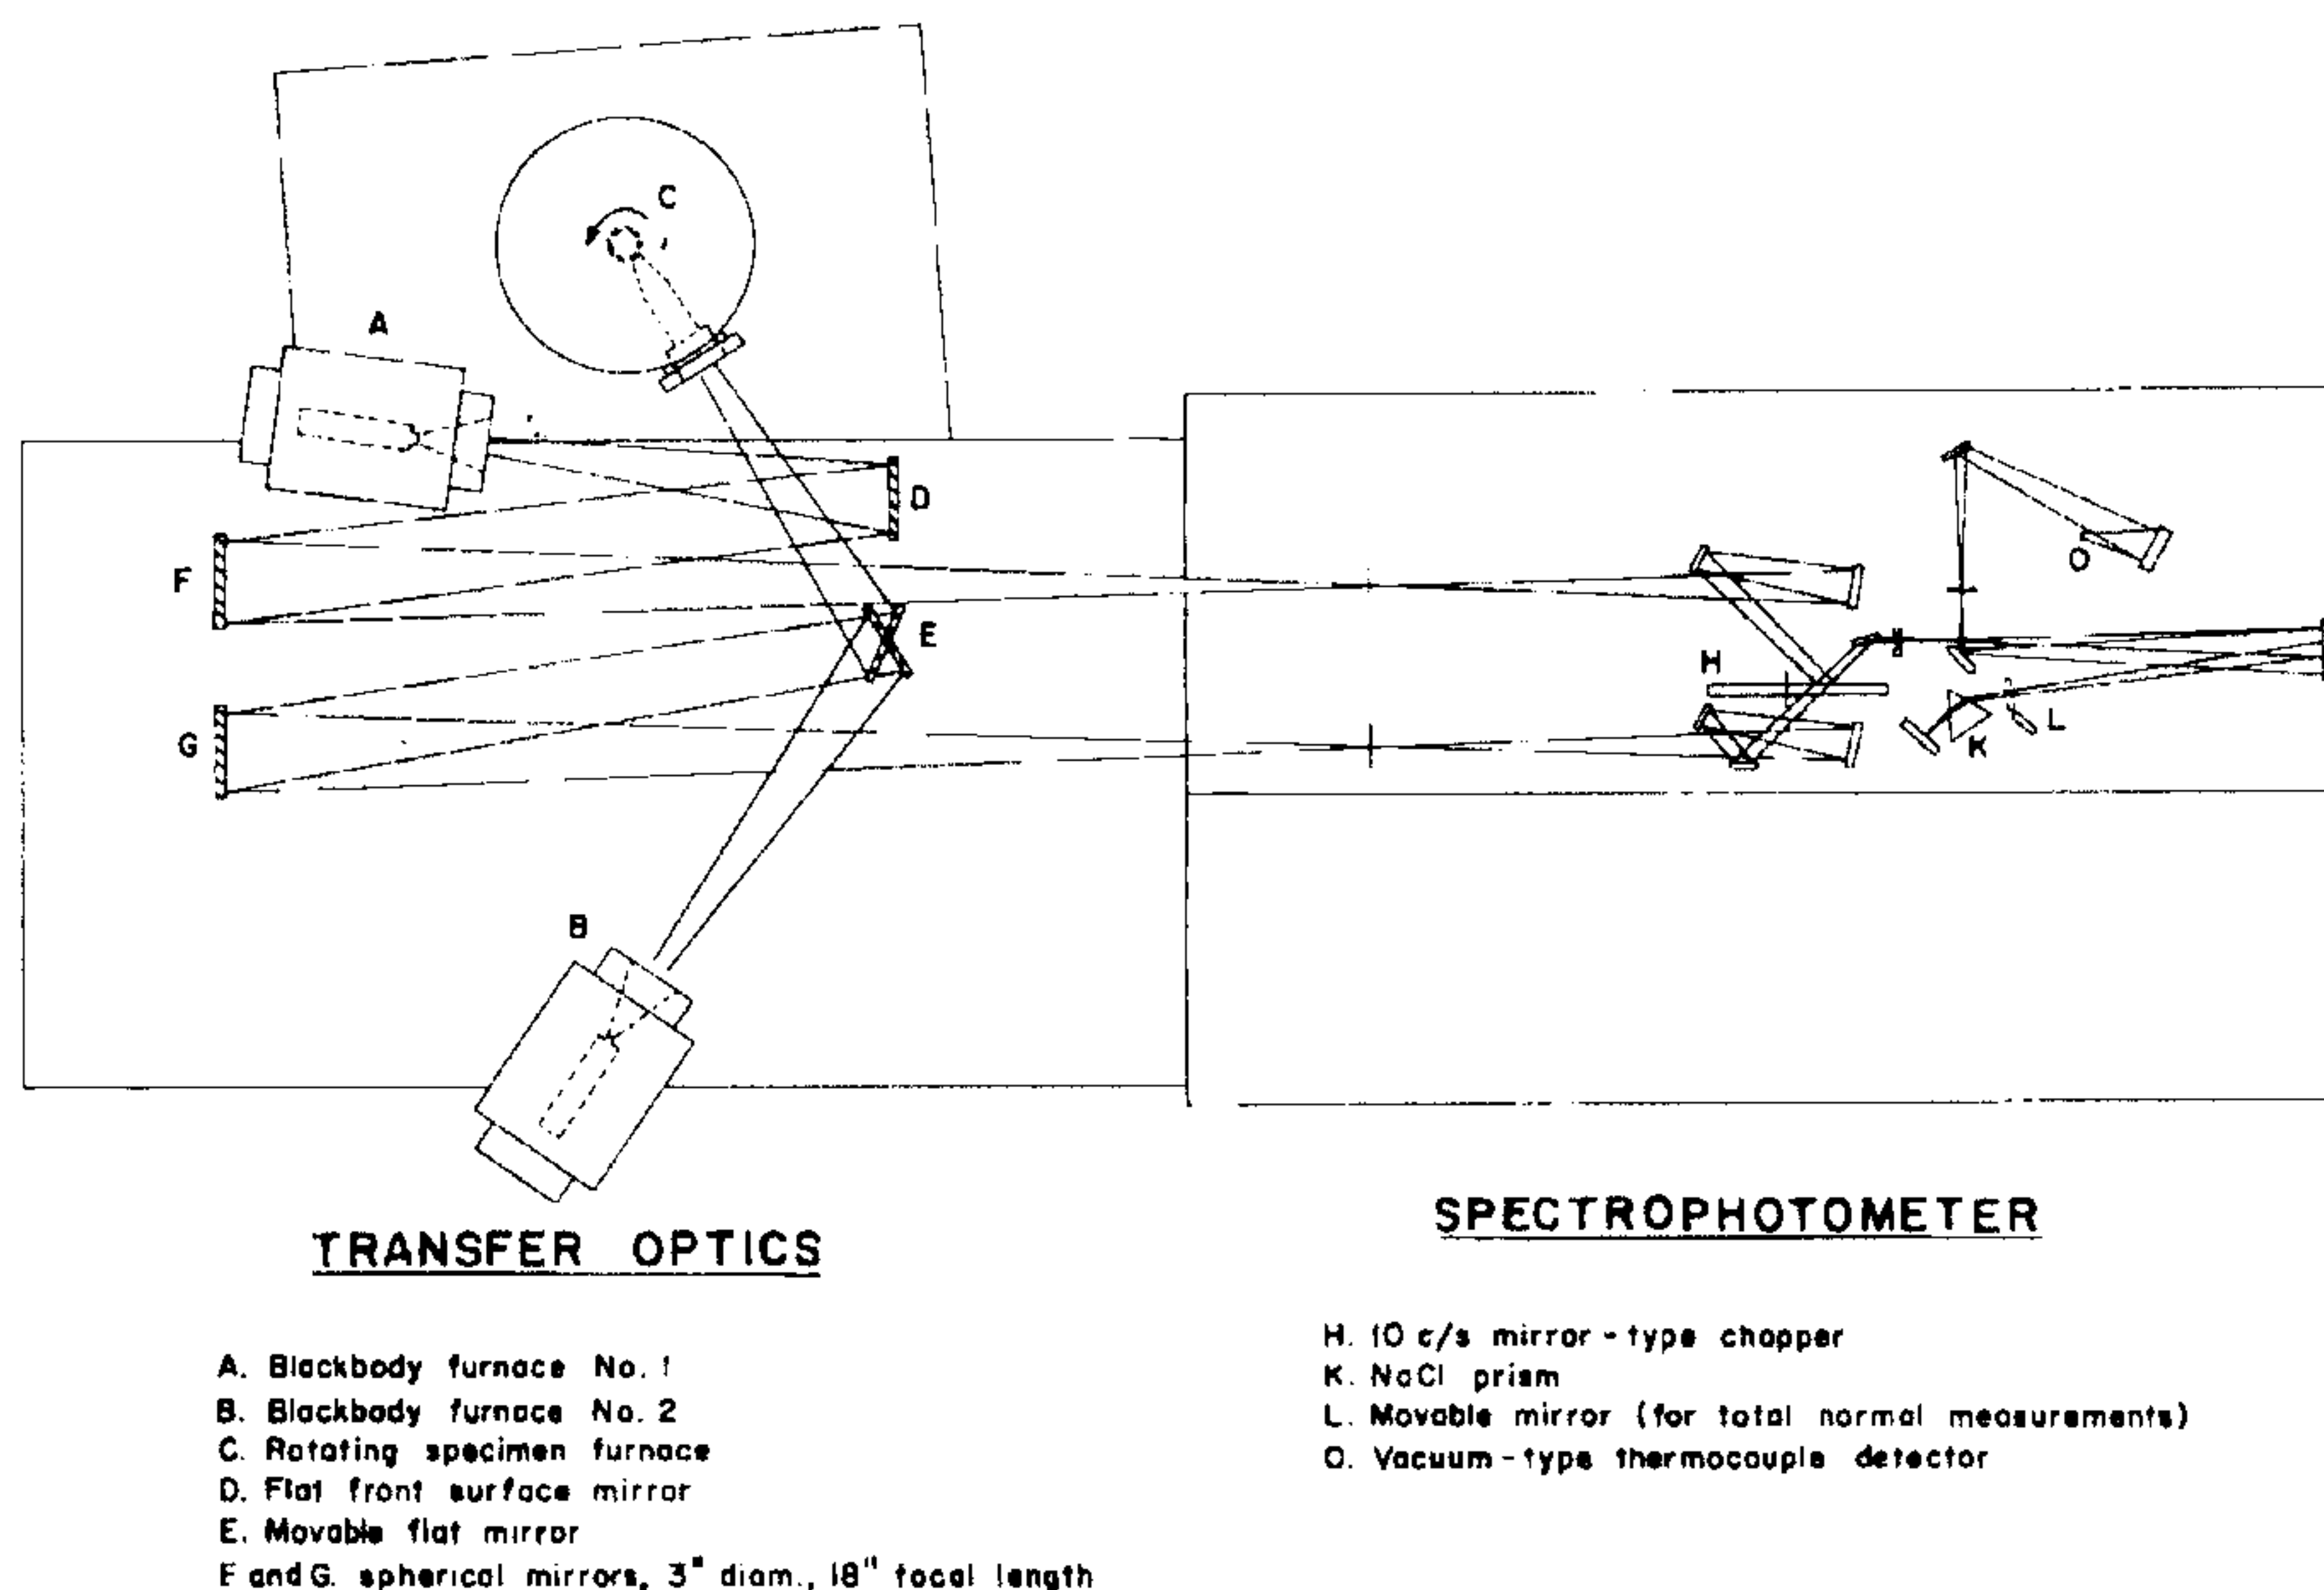 C
A
D
F
E
G
B
H
O
L
K
TRANSFER OPTICS
A. Blackbody furnace No. 1
B. Blackbody furnace No. 2
C. Rotating specimen furnace
D. Flat front surface mirror
E. Movable flat mirror
F and G. spherical mirrors, 3" diam., 18" focal length
SPECTROPHOTOMETER
H. 10 c/s mirror-type chopper
K. NaCl prism
L. Movable mirror (for total normal measurements)
O. Vacuum-type thermocouple detector